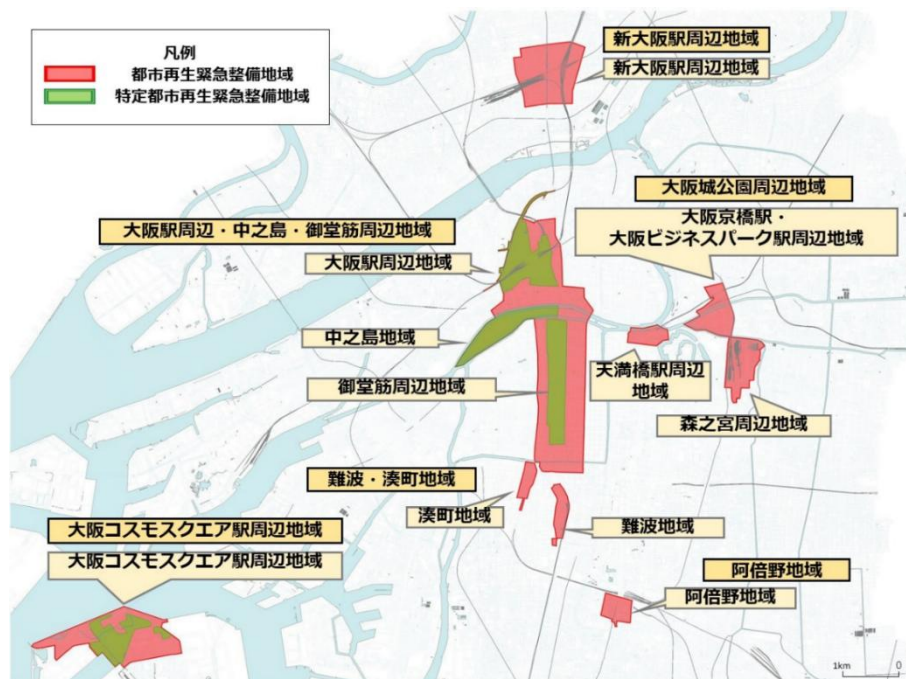 凡例
都市再生緊急整備地域
特定都市再生緊急整備地域
新大阪駅周辺地域
新大阪駅周辺地域
大阪城公園周辺地域
大阪京橋駅・
大阪ビジネスパーク駅周辺地域
大阪駅周辺・中之島・御堂筋周辺地域
大阪駅周辺地域
中之島地域
御堂筋周辺地域
天満橋駅周辺
地域
森之宮周辺地域
難波・湊町地域
湊町地域
難波地域
大阪コスモスクエア駅周辺地域
大阪コスモスクエア駅周辺地域
阿倍野地域
阿倍野地域
1km
0